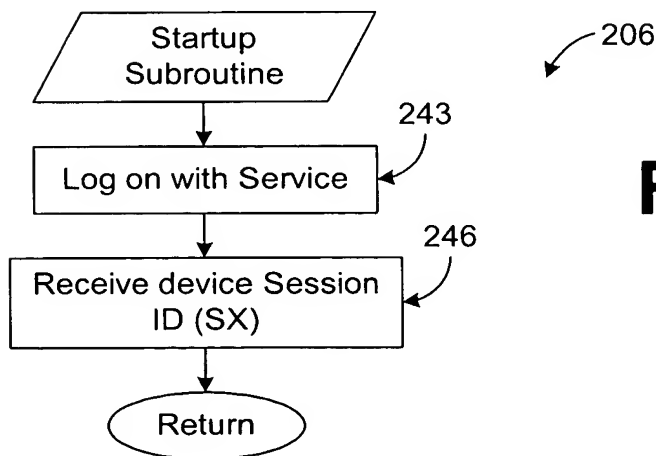 Startup
Subroutine
206
243
Log on with Service
246
Receive device Session
ID (SX)
Return